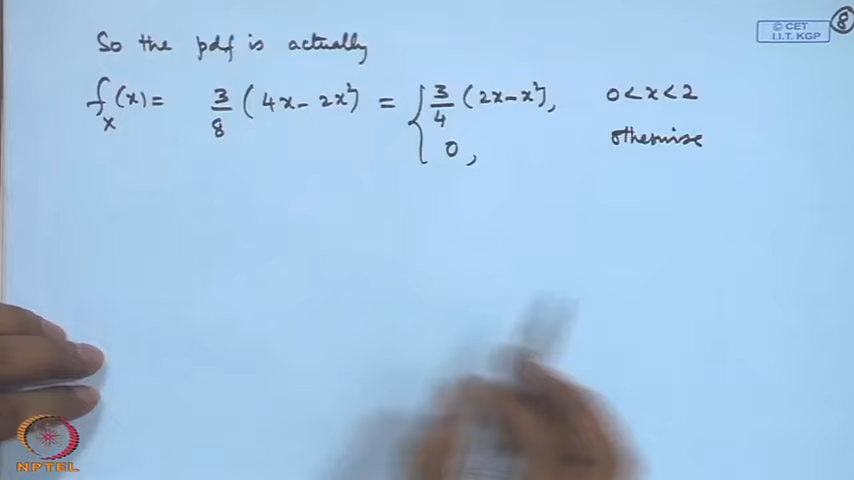 So the pdf is actually
f_X(x) = 3/8 (4x - 2x²) = { 3/4 (2x - x²), 0 < x < 2
0, otherwise
© CET
I.I.T. KGP
8
NPTEL